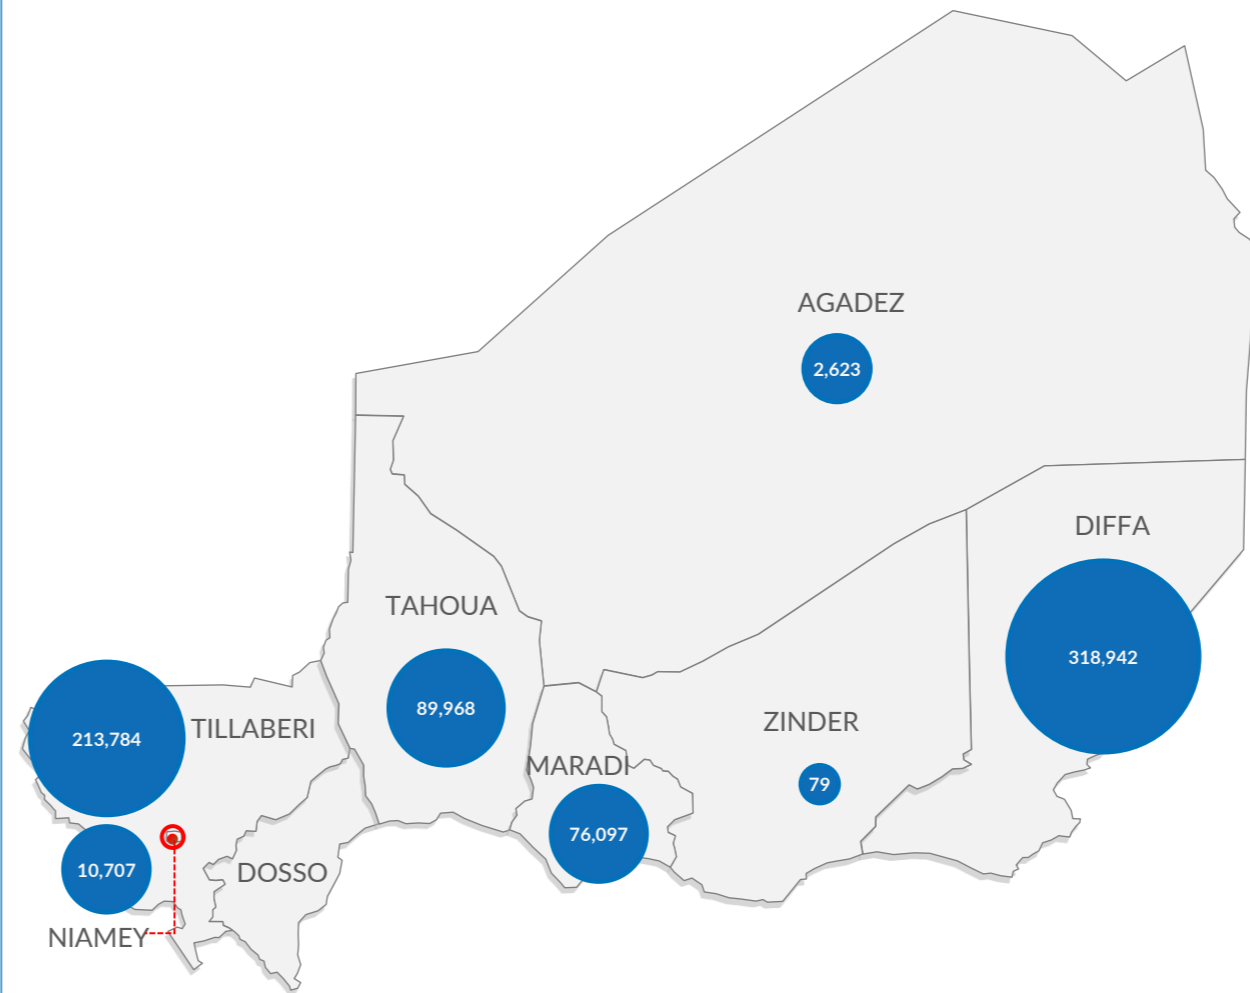 AGADEZ
2,623
DIFFA
318,942
TAHOUA
89,968
TILLABERI
213,784
ZINDER
79
MARADI
76,097
DOSSO
10,707
NIAMEY